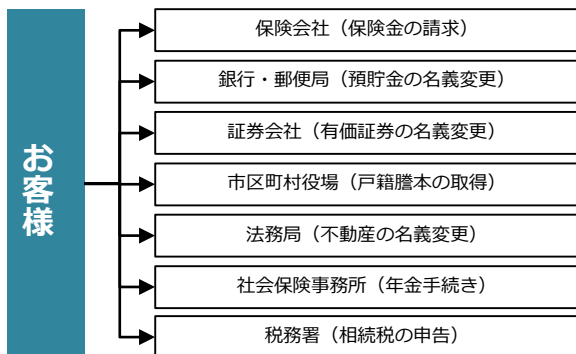 お客様
保険会社（保険金の請求）
銀行・郵便局（預貯金の名義変更）
証券会社（有価証券の名義変更）
市区町村役場（戸籍謄本の取得）
法務局（不動産の名義変更）
社会保険事務所（年金手続き）
税務署（相続税の申告）